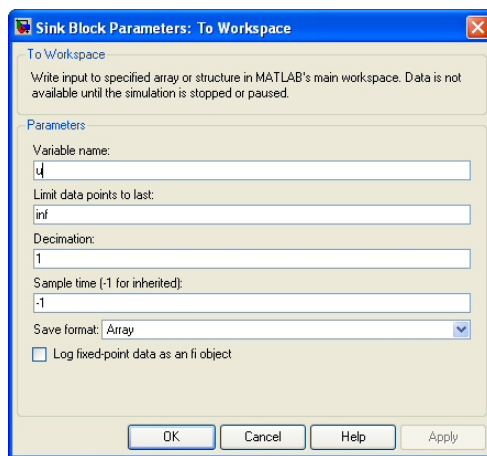 Sink Block Parameters: To Workspace
To Workspace
Write input to specified array or structure in MATLAB's main workspace. Data is not
available until the simulation is stopped or paused.
Parameters
Variable name:
u
Limit data points to last:
inf
Decimation:
1
Sample time (-1 for inherited):
-1
Save format: Array
Log fixed-point data as an fi object
OK Cancel Help Apply